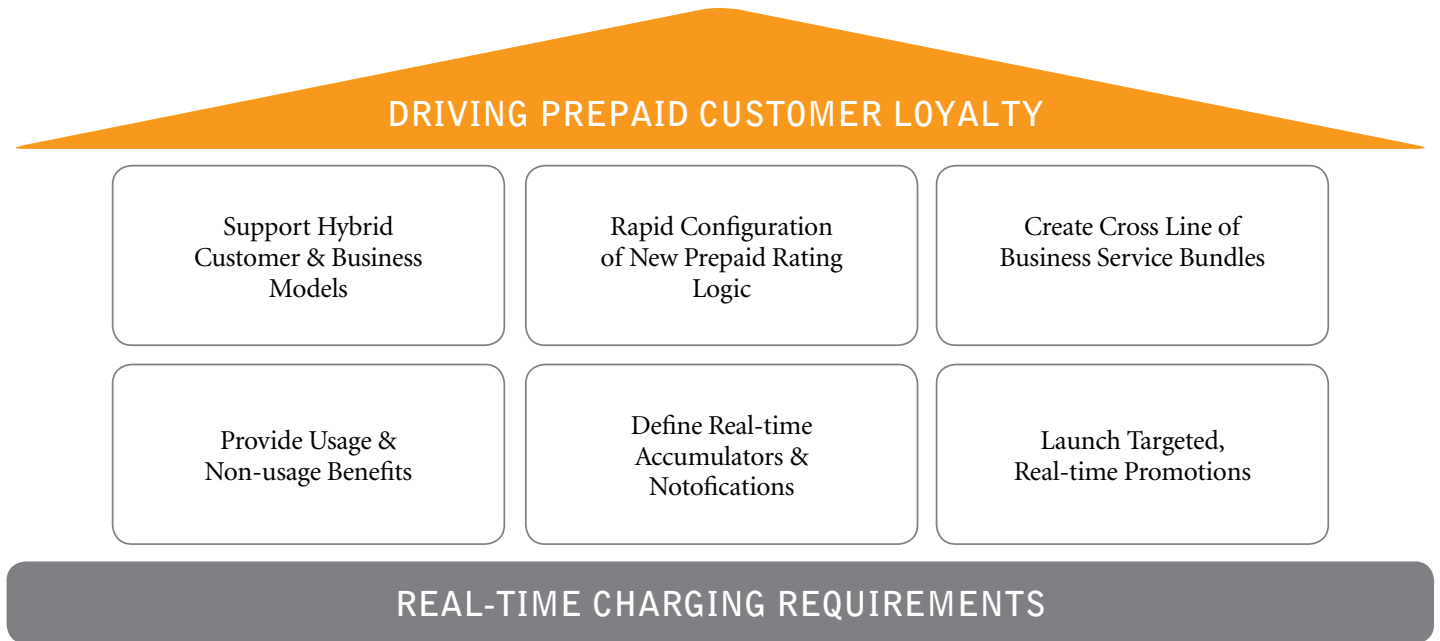 DRIVING PREPAID CUSTOMER LOYALTY
Support Hybrid
Customer & Business
Models
Rapid Configuration
of New Prepaid Rating
Logic
Create Cross Line of
Business Service Bundles
Provide Usage &
Non-usage Benefits
Define Real-time
Accumulators &
Notofications
Launch Targeted,
Real-time Promotions
REAL-TIME CHARGING REQUIREMENTS